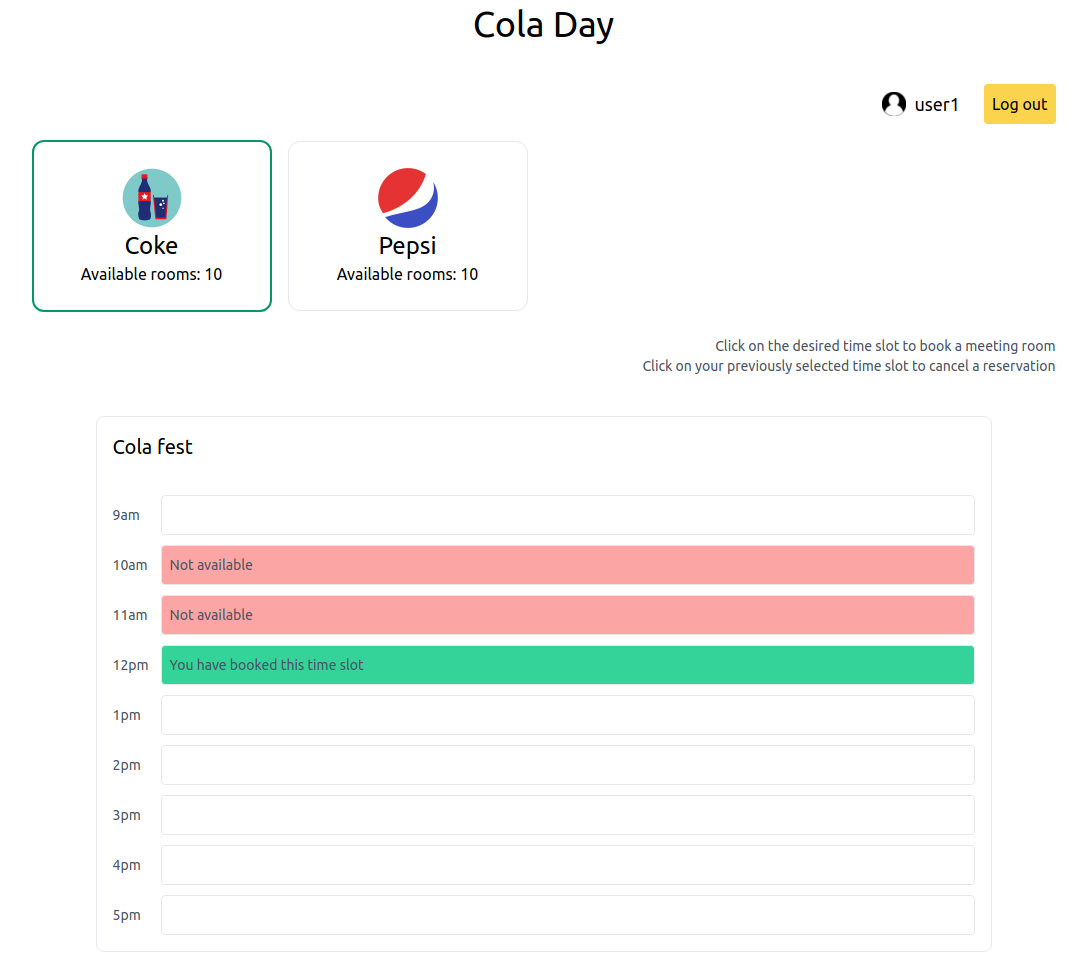 Cola Day
user1
Log out
Coke
Available rooms: 10
Pepsi
Available rooms: 10
Click on the desired time slot to book a meeting room
Click on your previously selected time slot to cancel a reservation
Cola fest
9am
10am Not available
11am Not available
12pm You have booked this time slot
1pm
2pm
3pm
4pm
5pm